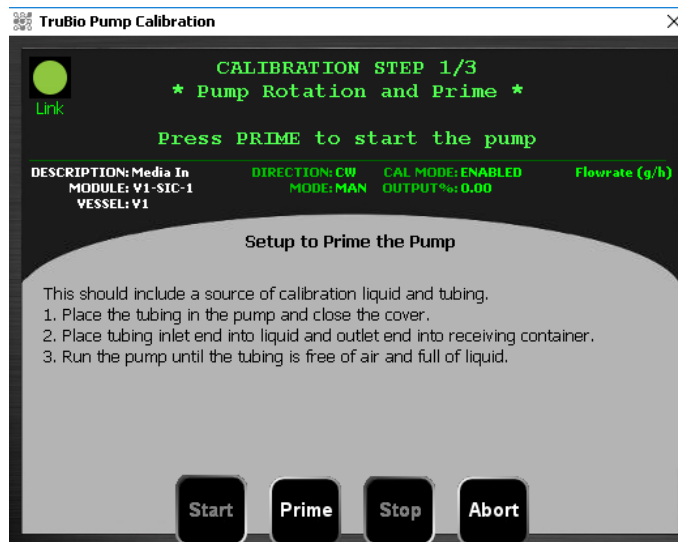 TruBio Pump Calibration
CALIBRATION STEP 1/3
* Pump Rotation and Prime *
Link
Press PRIME to start the pump
DESCRIPTION: Media In DIRECTION: CW CAL MODE: ENABLED Flowrate (g/h)
MODULE: V1-SIC-1 MODE: MAN OUTPUT%: 0.00
VESSEL: V1
Setup to Prime the Pump
This should include a source of calibration liquid and tubing.
1. Place the tubing in the pump and close the cover.
2. Place tubing inlet end into liquid and outlet end into receiving container.
3. Run the pump until the tubing is free of air and full of liquid.
Start Prime Stop Abort